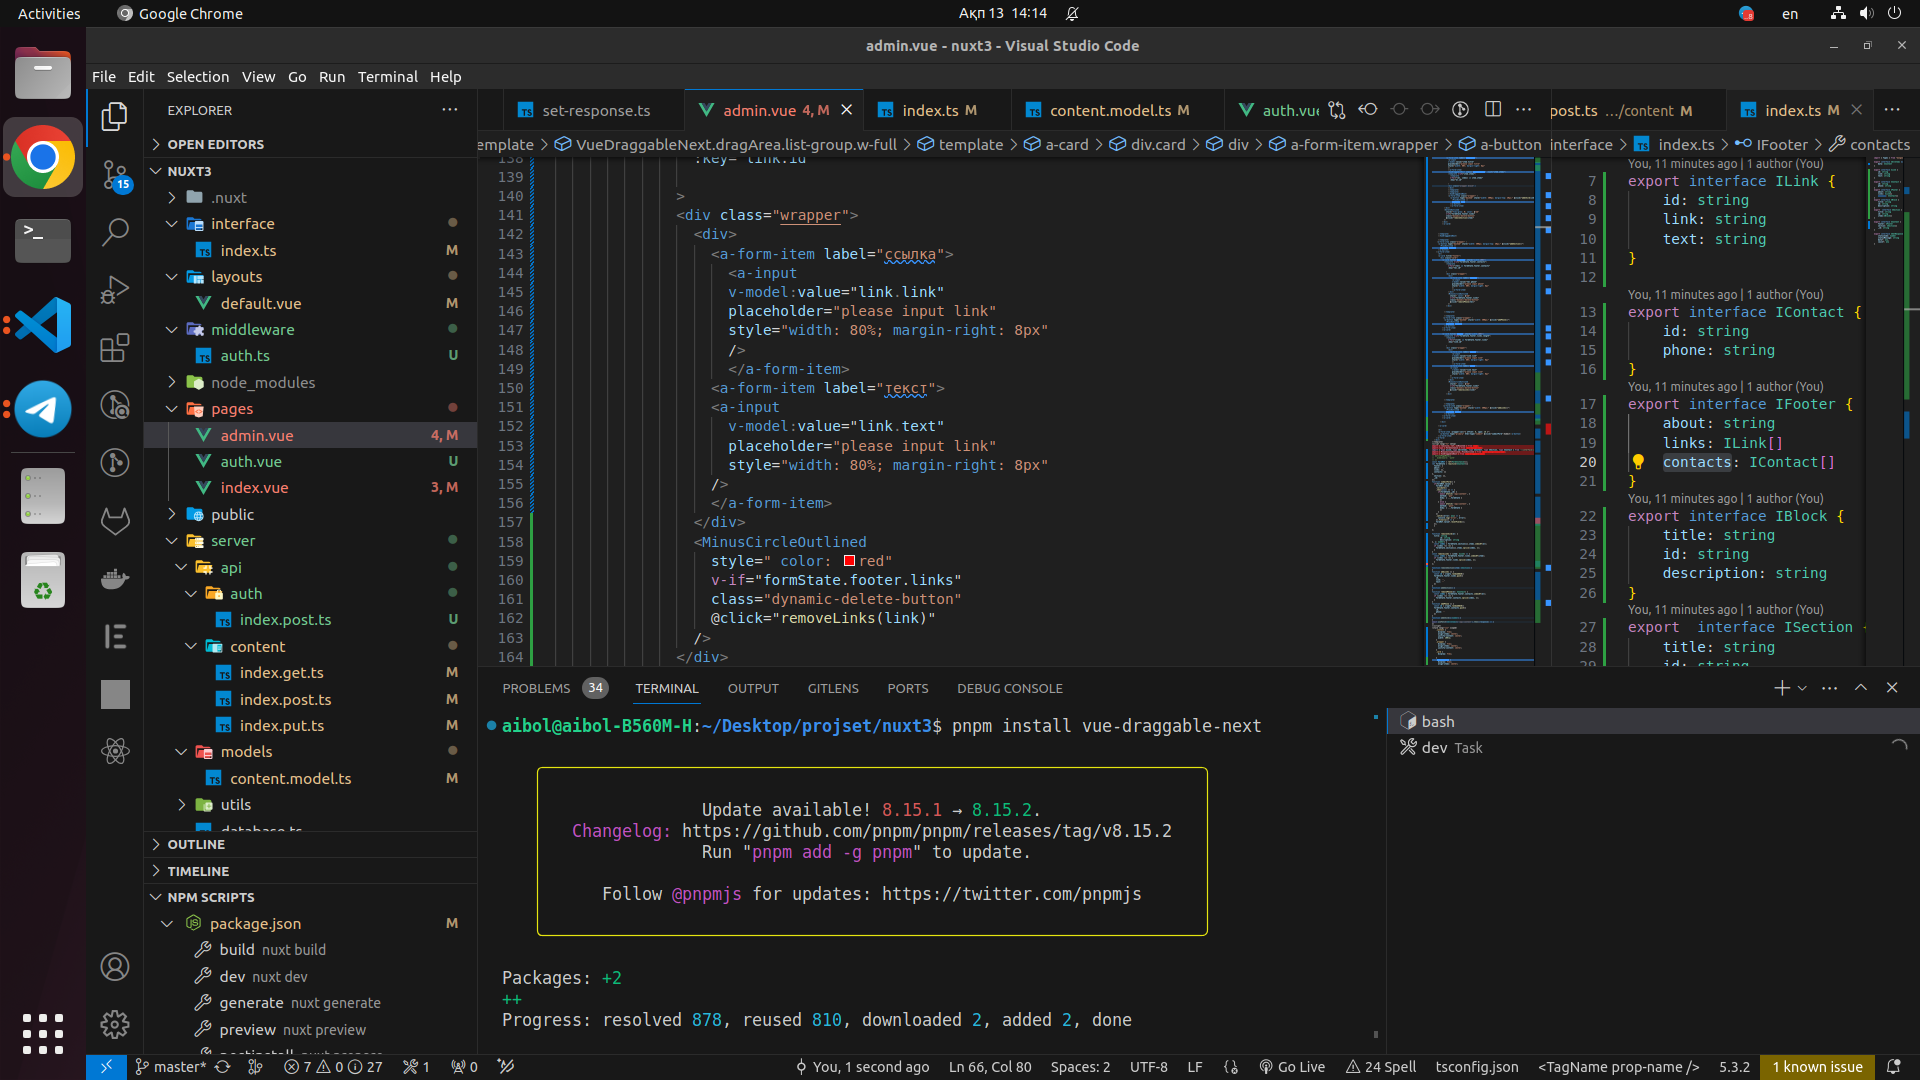 Activities
Google Chrome
Ақп 13 14:14
en
admin.vue - nuxt3 - Visual Studio Code
File Edit Selection View Go Run Terminal Help
EXPLORER
OPEN EDITORS
NUXT3
.nuxt
interface
index.ts M
layouts
default.vue M
middleware
auth.ts U
node_modules
pages
admin.vue 4, M
auth.vue U
index.vue 3, M
public
server
api
auth
index.post.ts U
content
index.get.ts M
index.post.ts M
index.put.ts M
models
content.model.ts M
utils
database.ts
OUTLINE
TIMELINE
NPM SCRIPTS
package.json M
build nuxt build
dev nuxt dev
generate nuxt generate
preview nuxt preview
15
set-response.ts
admin.vue 4, M
index.ts M
content.model.ts M
auth.vue
post.ts .../content M
index.ts M
template > VueDraggableNext.dragArea.list-group.w-full > template > a-card > div.card > div > a-form-item.wrapper > a-button
interface > index.ts > IFooter > contacts
138 :key="link.id"
139
140 >
141 <div class="wrapper">
142 <div>
143 <a-form-item label="ссылка">
144 <a-input
145 v-model:value="link.link"
146 placeholder="please input link"
147 style="width: 80%; margin-right: 8px"
148 />
149 </a-form-item>
150 <a-form-item label="текст">
151 <a-input
152 v-model:value="link.text"
153 placeholder="please input link"
154 style="width: 80%; margin-right: 8px"
155 />
156 </a-form-item>
157 </div>
158 <MinusCircleOutlined
159 style=" color: red"
160 v-if="formState.footer.links"
161 class="dynamic-delete-button"
162 @click="removeLinks(link)"
163 />
164 </div>
You, 11 minutes ago | 1 author (You)
7 export interface ILink {
8 id: string
9 link: string
10 text: string
11 }
12
You, 11 minutes ago | 1 author (You)
13 export interface IContact {
14 id: string
15 phone: string
16 }
You, 11 minutes ago | 1 author (You)
17 export interface IFooter {
18 about: string
19 links: ILink[]
20 contacts: IContact[]
21 }
You, 11 minutes ago | 1 author (You)
22 export interface IBlock {
23 title: string
24 id: string
25 description: string
26 }
You, 11 minutes ago | 1 author (You)
27 export  interface ISection {
28 title: string
29 id: string
PROBLEMS 34 TERMINAL OUTPUT GITLENS PORTS DEBUG CONSOLE
aibol@aibol-B560M-H:~/Desktop/projset/nuxt3$ pnpm install vue-draggable-next
Update available! 8.15.1 → 8.15.2.
Changelog: https://github.com/pnpm/pnpm/releases/tag/v8.15.2
Run "pnpm add -g pnpm" to update.
Follow @pnpmjs for updates: https://twitter.com/pnpmjs
Packages: +2
++
Progress: resolved 878, reused 810, downloaded 2, added 2, done
bash
dev Task
master* 7 0 27 1 0
You, 1 second ago Ln 66, Col 80 Spaces: 2 UTF-8 LF {} Go Live 24 Spell tsconfig.json <TagName prop-name /> 5.3.2 1 known issue